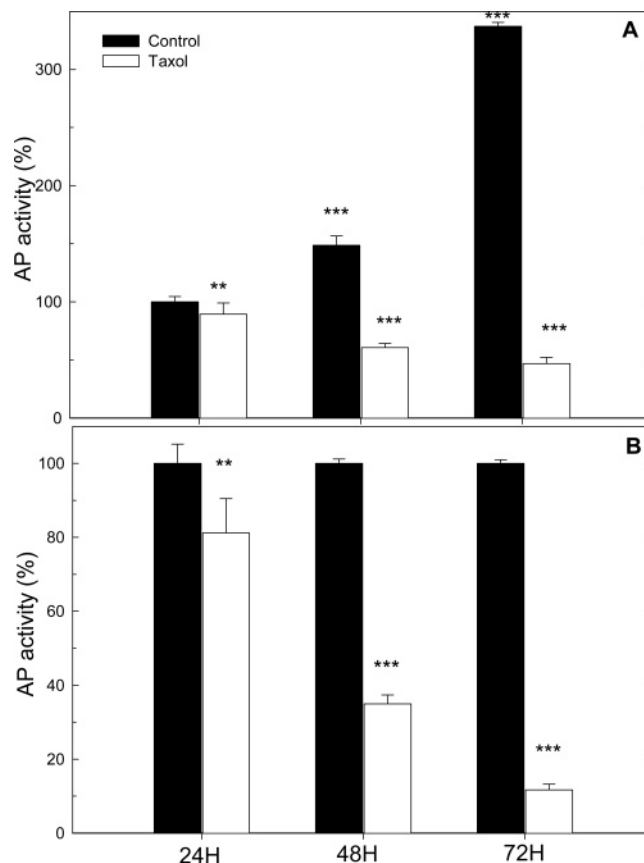 ***
A
Control
Taxol
300
***
200
**
***
***
100
0
AP activity (%)
B
100
**
80
60
***
40
***
20
0
AP activity (%)
24H
48H
72H